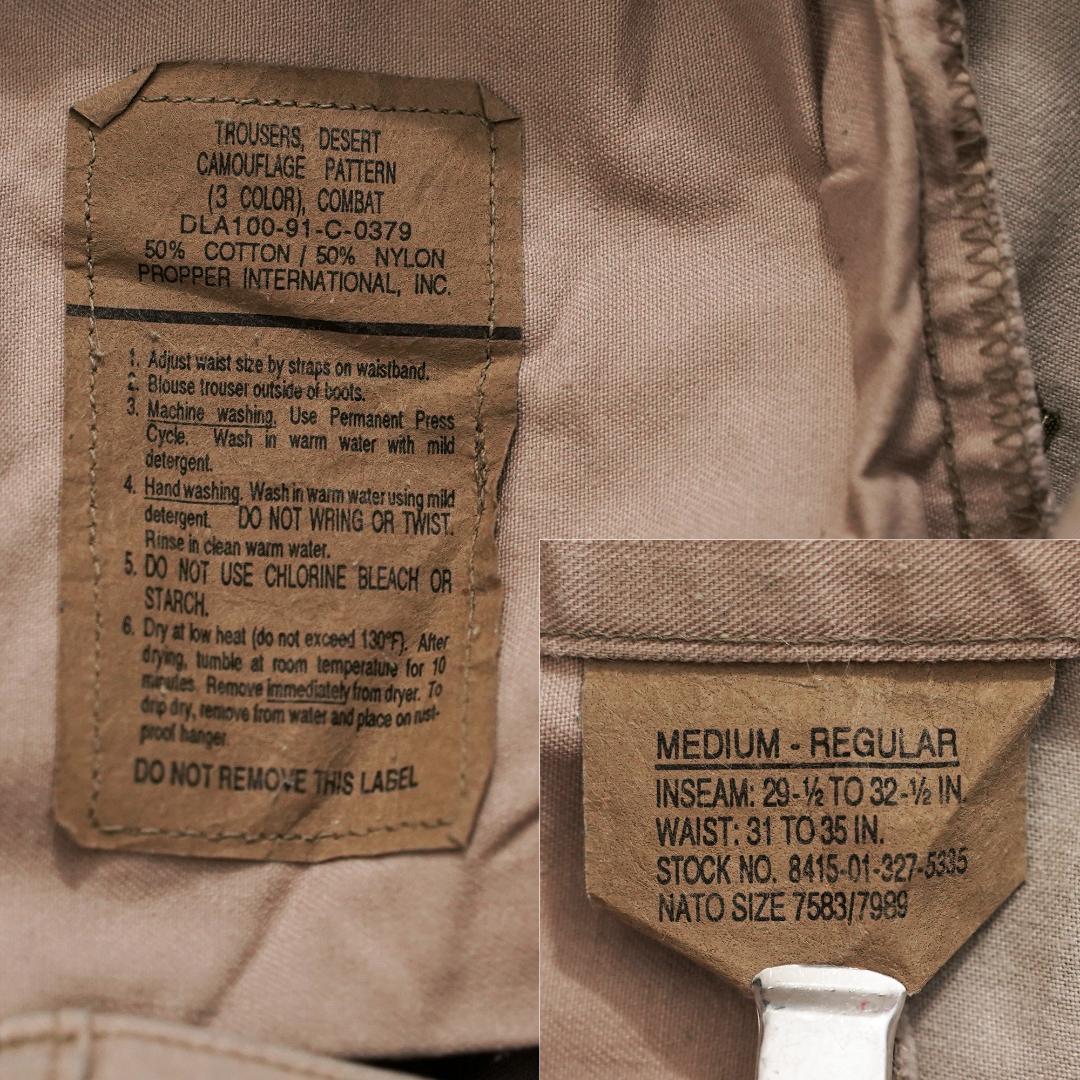 TROUSERS, DESERT
CAMOUFLAGE PATTERN
(3 COLOR), COMBAT
DLA100-91-C-0379
50% COTTON / 50% NYLON
PROPPER INTERNATIONAL, INC.
1. Adjust waist size by straps on waistband.
2. Blouse trouser outside of boots.
3. Machine washing. Use Permanent Press
Cycle. Wash in warm water with mild
detergent.
4. Hand washing. Wash in warm water using mild
detergent. DO NOT WRING OR TWIST.
Rinse in clean warm water.
5. DO NOT USE CHLORINE BLEACH OR
STARCH.
6. Dry at low heat (do not exceed 130°F). After
drying, tumble at room temperature for 10
minutes. Remove immediately from dryer. To
drip dry, remove from water and place on rust-
proof hanger.
DO NOT REMOVE THIS LABEL
MEDIUM - REGULAR
INSEAM: 29-½ TO 32-½ IN.
WAIST: 31 TO 35 IN.
STOCK NO. 8415-01-327-5335
NATO SIZE 7583/7989